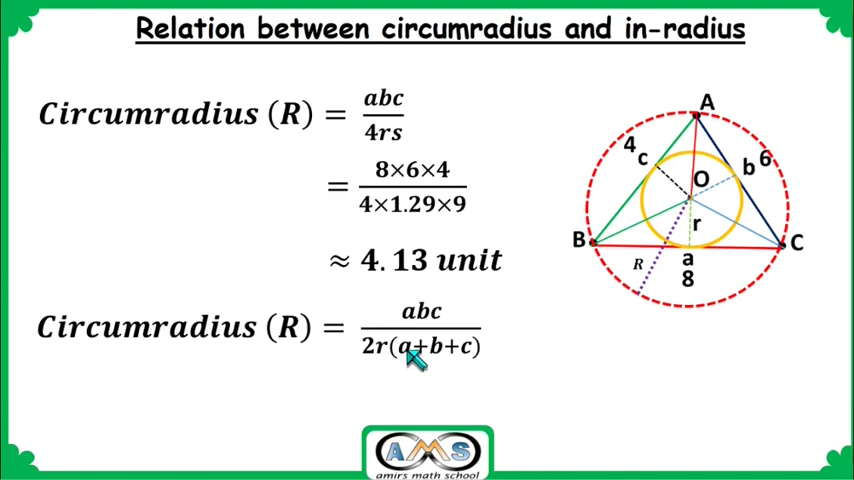 Relation between circumradius and in-radius
Circumradius (R) = abc / 4rs
= 8×6×4 / 4×1.29×9
≈ 4.13 unit
Circumradius (R) = abc / 2r(a+b+c)
A
4
c
b
6
O
r
B
C
R
a
8
AMS
amirs math school